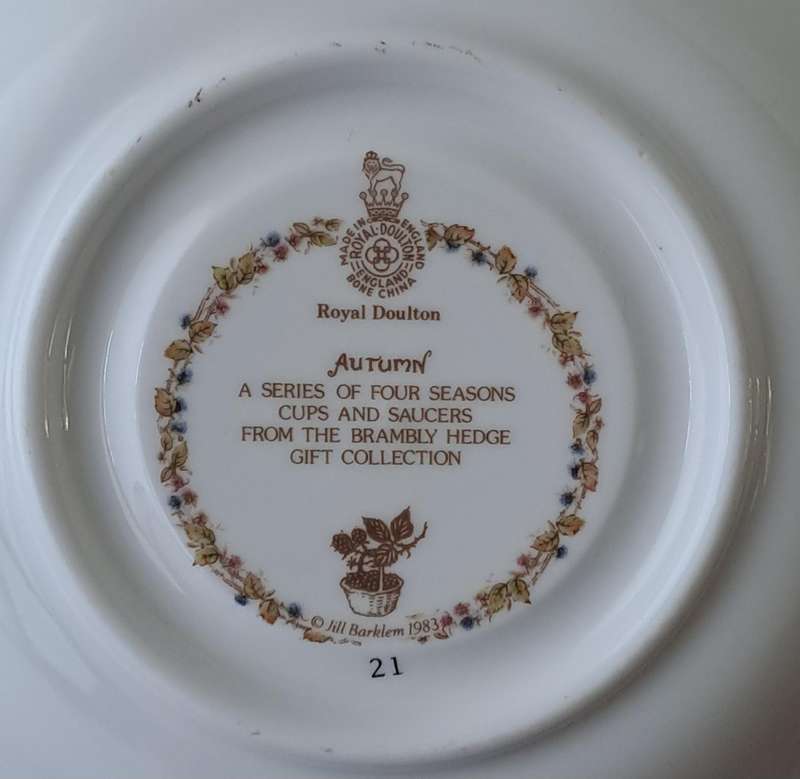 MADE IN ENGLAND
ROYAL·DOULTON
ENGLAND
BONE CHINA
Royal Doulton
AUTUMN
A SERIES OF FOUR SEASONS
CUPS AND SAUCERS
FROM THE BRAMBLY HEDGE
GIFT COLLECTION
© Jill Barklem 1983
21